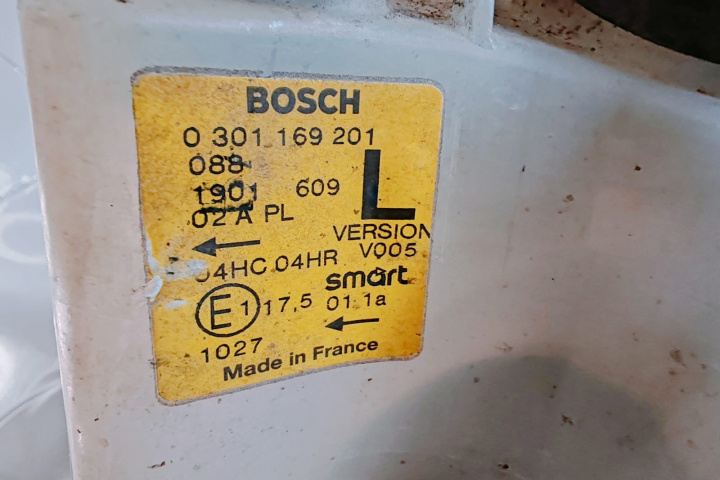 BOSCH
0 301 169 201
088
1901 609 L
02 A PL
VERSION
V005
04HC 04HR
smart
E 1 17,5 01 1a
1027
Made in France